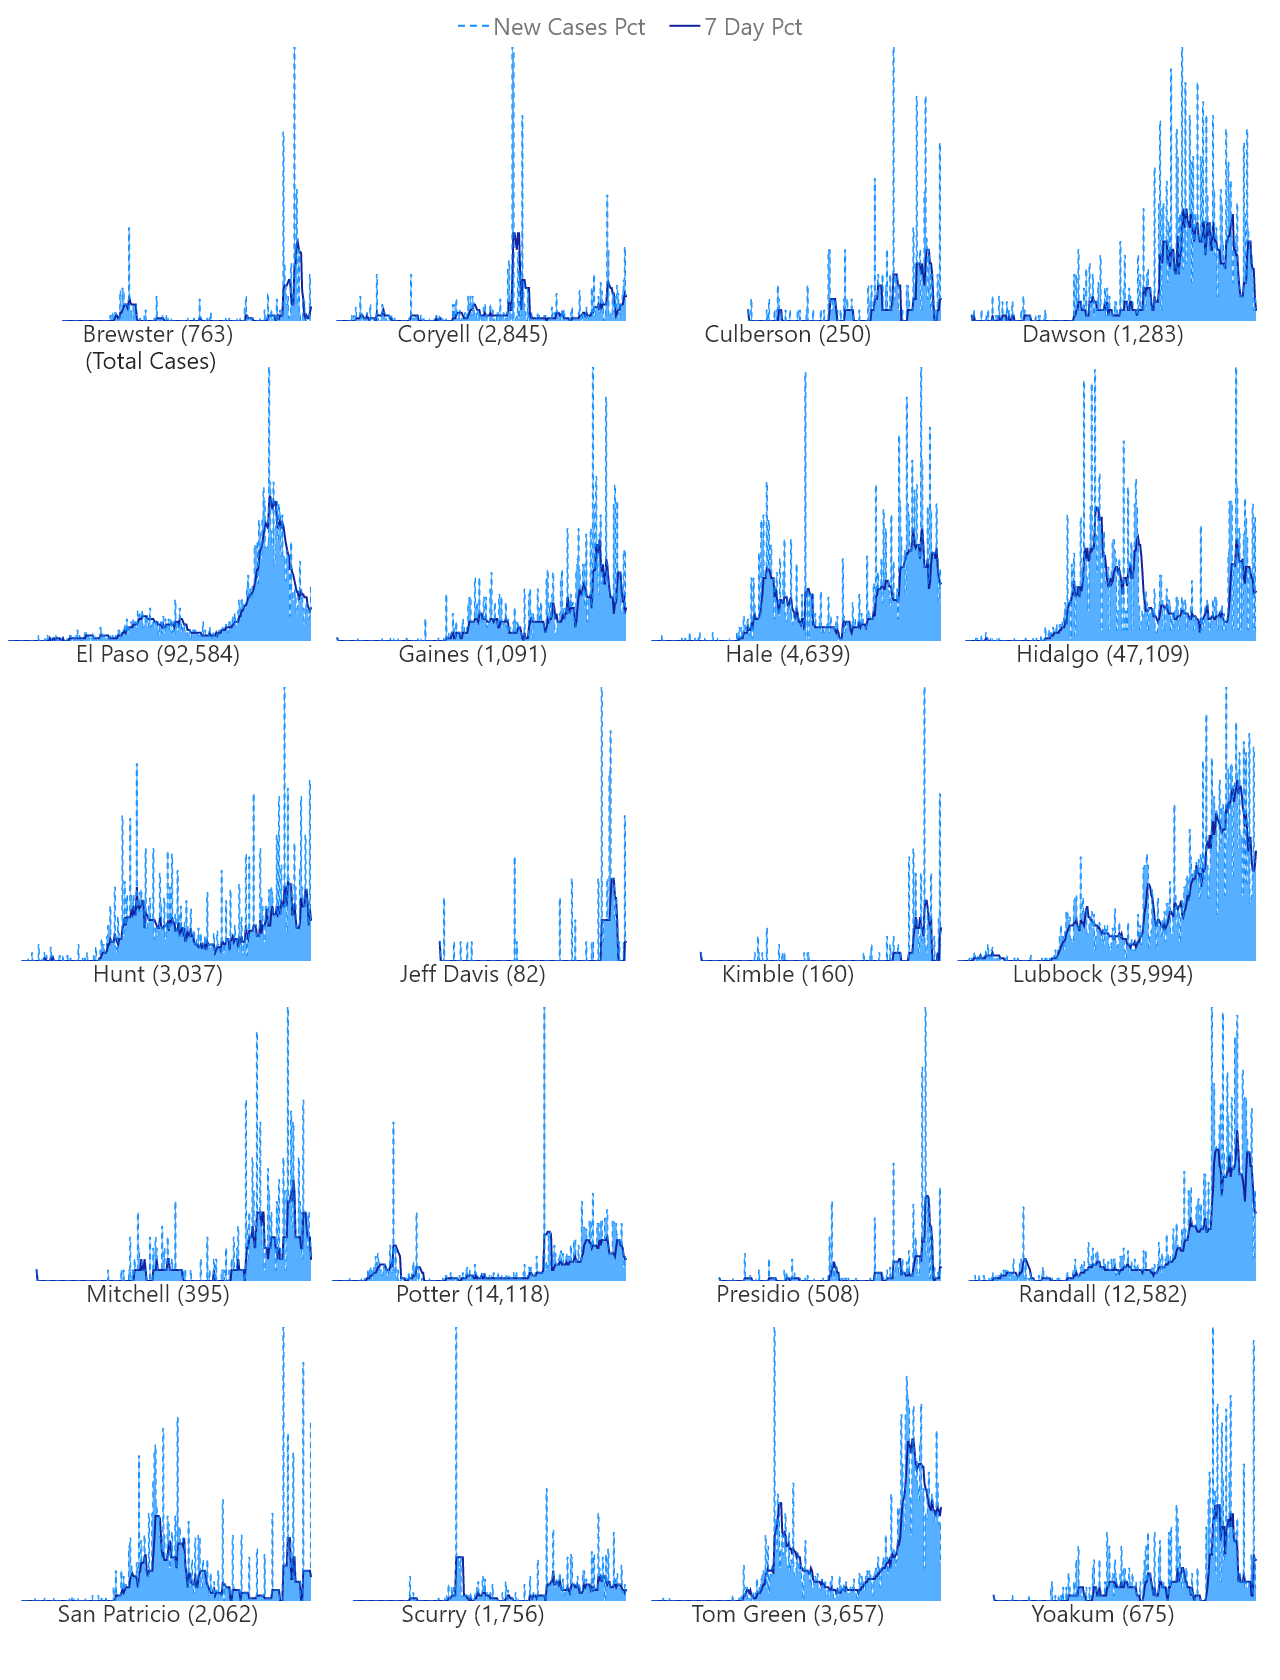 New Cases Pct 7 Day Pct
Brewster (763) Coryell (2,845) Culberson (250) Dawson (1,283)
(Total Cases)
El Paso (92,584) Gaines (1,091) Hale (4,639) Hidalgo (47,109)
Hunt (3,037) Jeff Davis (82) Kimble (160) Lubbock (35,994)
Mitchell (395) Potter (14,118) Presidio (508) Randall (12,582)
San Patricio (2,062) Scurry (1,756) Tom Green (3,657) Yoakum (675)